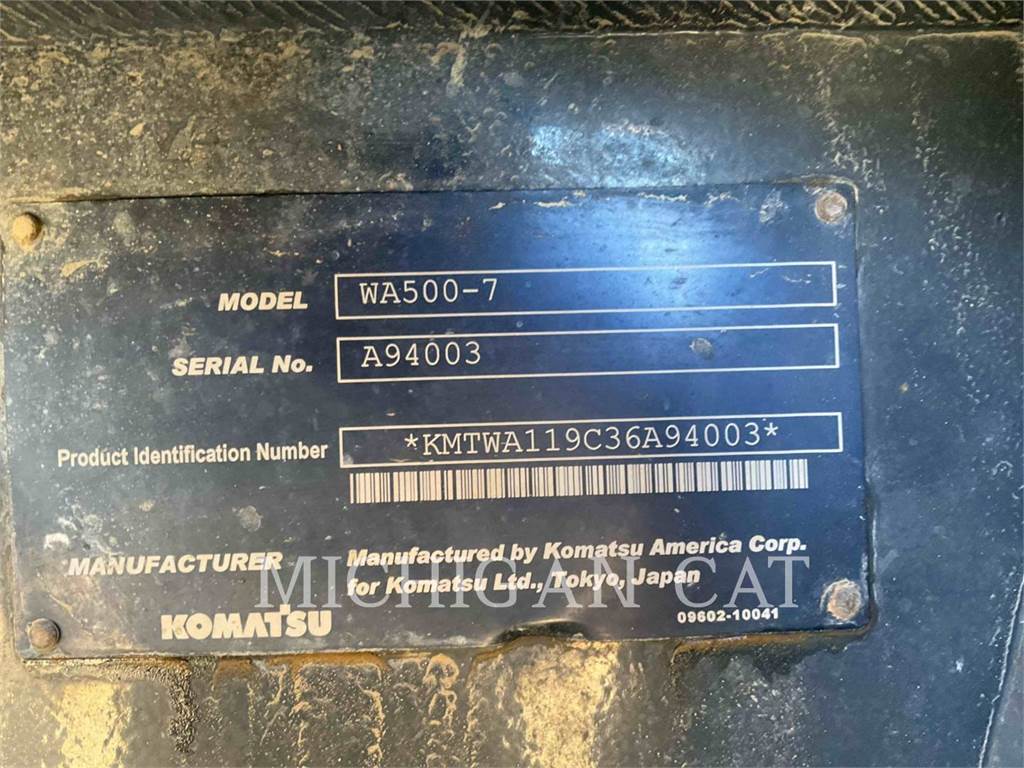 MODEL WA500-7
SERIAL No. A94003
Product Identification Number *KMTWA119C36A94003*
MANUFACTURER Manufactured by Komatsu America Corp.
for Komatsu Ltd., Tokyo, Japan
MICHIGAN CAT
KOMATSU 09602-10041